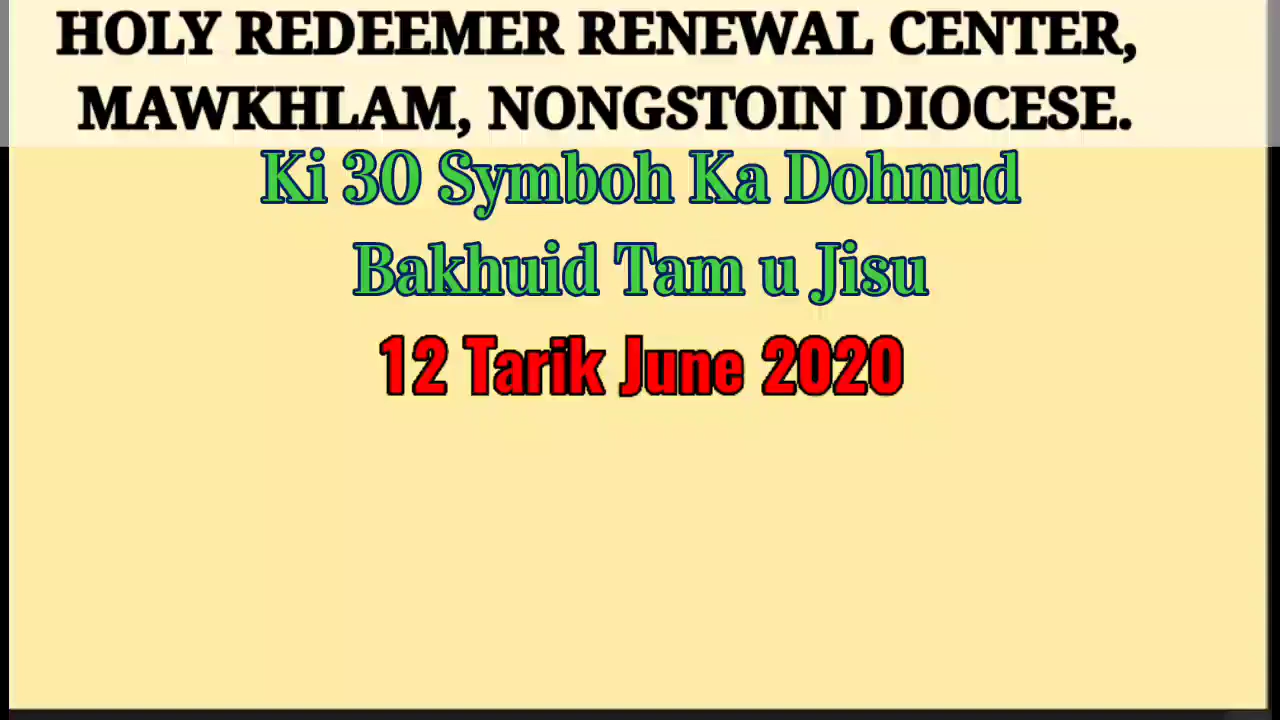 HOLY REDEEMER RENEWAL CENTER,
MAWKHLAM, NONGSTOIN DIOCESE.
Ki 30 Symboh Ka Dohnud
Bakhuid Tam u Jisu
12 Tarik June 2020